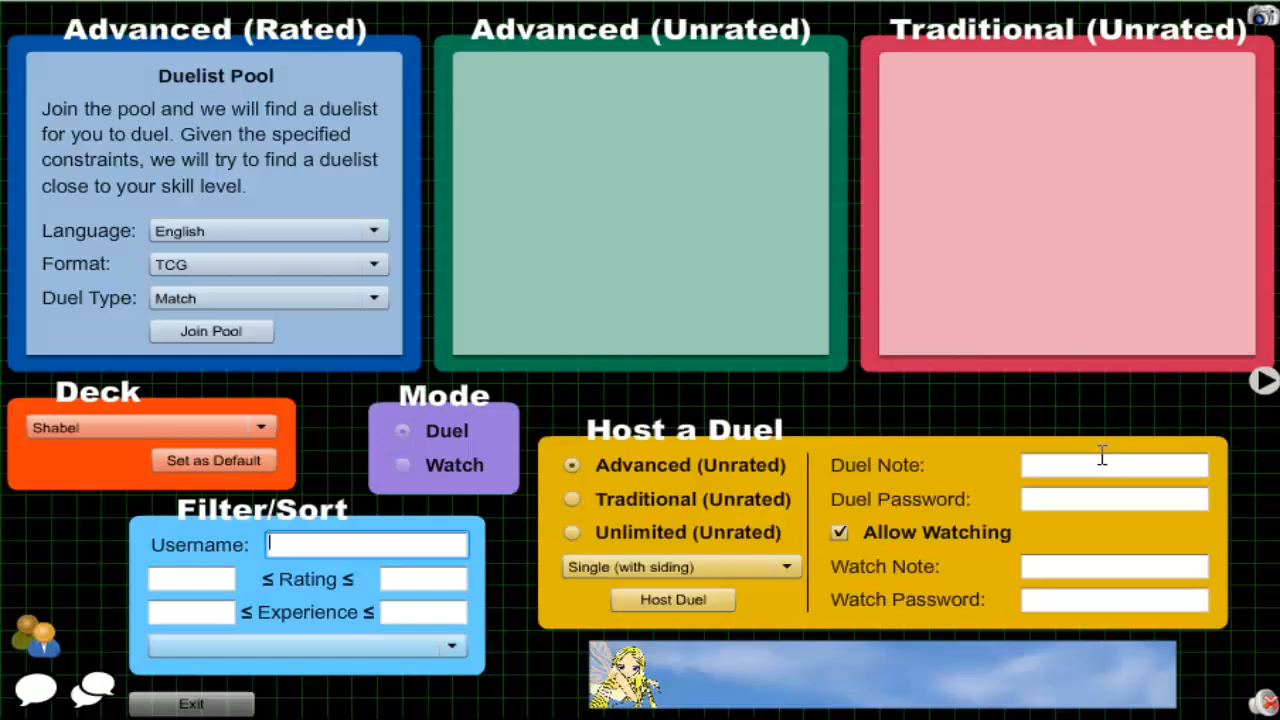 Advanced (Rated)
Duelist Pool
Join the pool and we will find a duelist
for you to duel. Given the specified
constraints, we will try to find a duelist
close to your skill level.
Language: English
Format: TCG
Duel Type: Match
Join Pool
Advanced (Unrated)
Traditional (Unrated)
Deck
Shabel
Set as Default
Mode
Duel
Watch
Filter/Sort
Username:
≤ Rating ≤
≤ Experience ≤
Exit
Host a Duel
Advanced (Unrated)
Traditional (Unrated)
Unlimited (Unrated)
Single (with siding)
Host Duel
Duel Note:
Duel Password:
Allow Watching
Watch Note:
Watch Password: